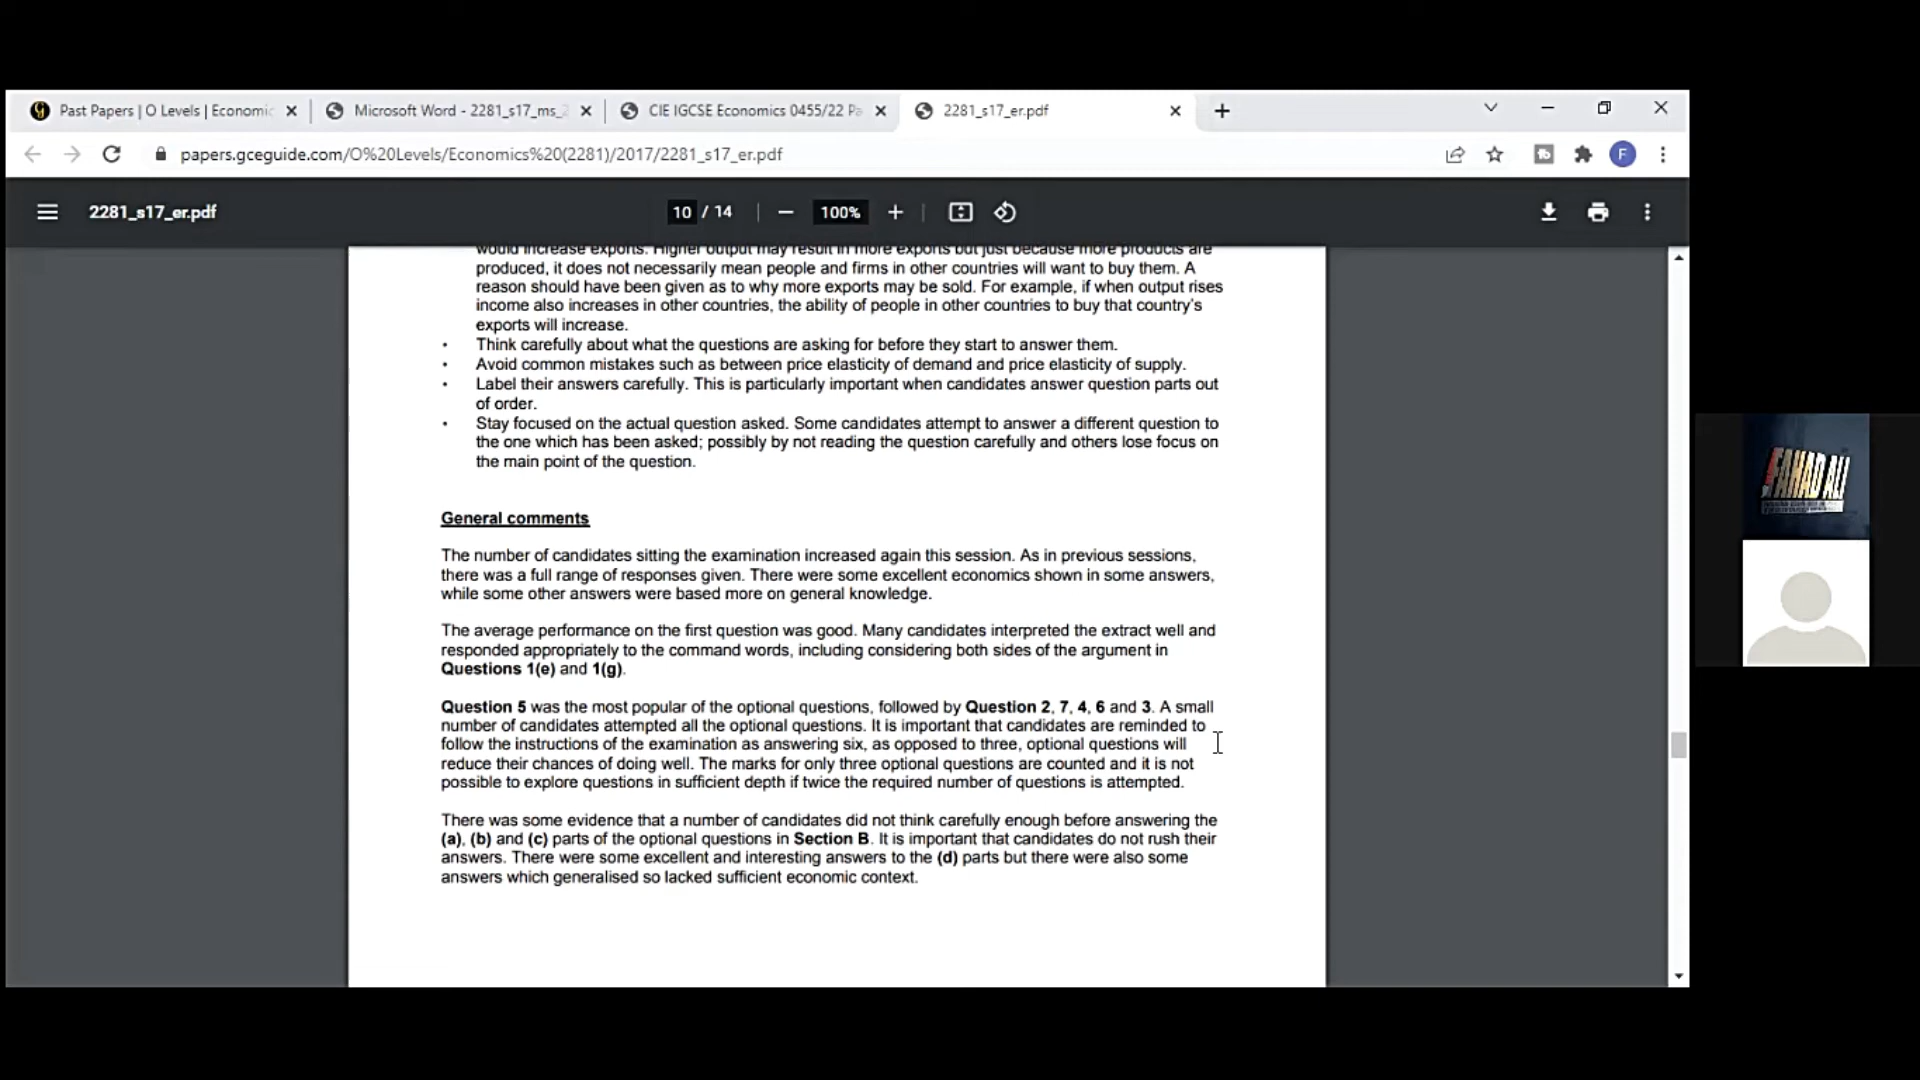 Past Papers | O Levels | Economic
Microsoft Word - 2281_s17_ms_2
CIE IGCSE Economics 0455/22 Pa
2281_s17_er.pdf
papers.gceguide.com/O%20Levels/Economics%20(2281)/2017/2281_s17_er.pdf
F
2281_s17_er.pdf
10 / 14
100%
would increase exports. Higher output may result in more exports but just because more products are
produced, it does not necessarily mean people and firms in other countries will want to buy them. A
reason should have been given as to why more exports may be sold. For example, if when output rises
income also increases in other countries, the ability of people in other countries to buy that country's
exports will increase.
• Think carefully about what the questions are asking for before they start to answer them.
• Avoid common mistakes such as between price elasticity of demand and price elasticity of supply.
• Label their answers carefully. This is particularly important when candidates answer question parts out
of order.
• Stay focused on the actual question asked. Some candidates attempt to answer a different question to
the one which has been asked; possibly by not reading the question carefully and others lose focus on
the main point of the question.
General comments
The number of candidates sitting the examination increased again this session. As in previous sessions,
there was a full range of responses given. There were some excellent economics shown in some answers,
while some other answers were based more on general knowledge.
The average performance on the first question was good. Many candidates interpreted the extract well and
responded appropriately to the command words, including considering both sides of the argument in
Questions 1(e) and 1(g).
Question 5 was the most popular of the optional questions, followed by Question 2, 7, 4, 6 and 3. A small
number of candidates attempted all the optional questions. It is important that candidates are reminded to
follow the instructions of the examination as answering six, as opposed to three, optional questions will
reduce their chances of doing well. The marks for only three optional questions are counted and it is not
possible to explore questions in sufficient depth if twice the required number of questions is attempted.
There was some evidence that a number of candidates did not think carefully enough before answering the
(a), (b) and (c) parts of the optional questions in Section B. It is important that candidates do not rush their
answers. There were some excellent and interesting answers to the (d) parts but there were also some
answers which generalised so lacked sufficient economic context.
FAHAD ALI